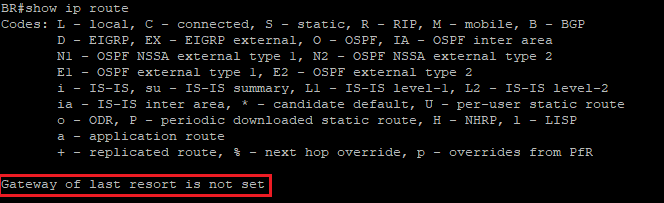 BR#show ip route
Codes: L - local, C - connected, S - static, R - RIP, M - mobile, B - BGP
D - EIGRP, EX - EIGRP external, O - OSPF, IA - OSPF inter area
N1 - OSPF NSSA external type 1, N2 - OSPF NSSA external type 2
E1 - OSPF external type 1, E2 - OSPF external type 2
i - IS-IS, su - IS-IS summary, L1 - IS-IS level-1, L2 - IS-IS level-2
ia - IS-IS inter area, * - candidate default, U - per-user static route
o - ODR, P - periodic downloaded static route, H - NHRP, l - LISP
a - application route
+ - replicated route, % - next hop override, p - overrides from PfR
Gateway of last resort is not set